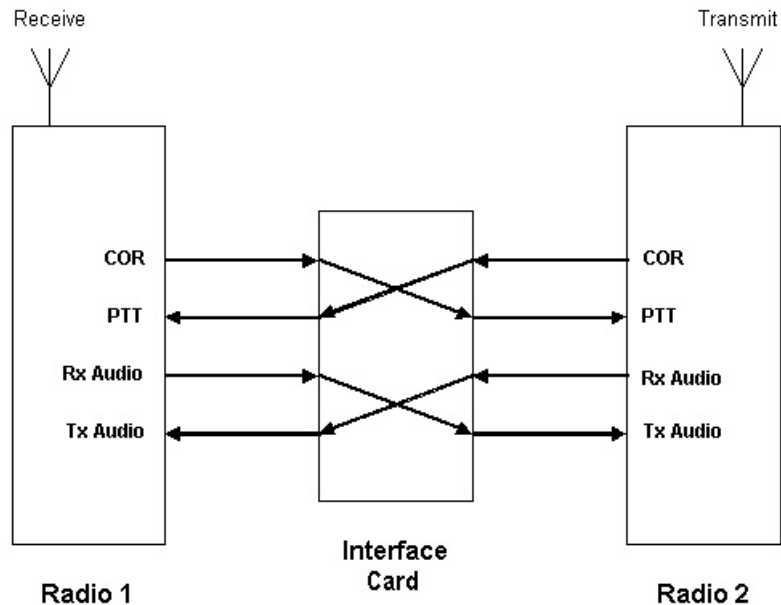 Receive
Transmit
COR
COR
PTT
PTT
Rx Audio
Rx Audio
Tx Audio
Tx Audio
Interface
Card
Radio 1
Radio 2